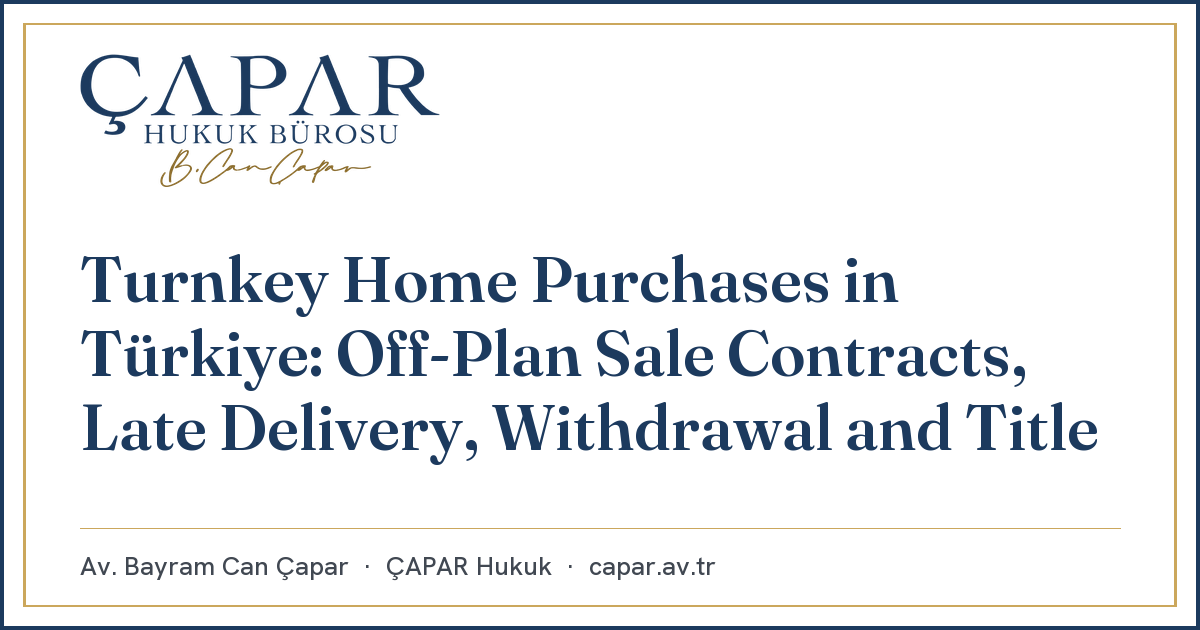 ÇAPAR
HUKUK BÜROSU
B.Can Çapar
Turnkey Home Purchases in
Türkiye: Off-Plan Sale Contracts,
Late Delivery, Withdrawal and Title
Av. Bayram Can Çapar · ÇAPAR Hukuk · capar.av.tr